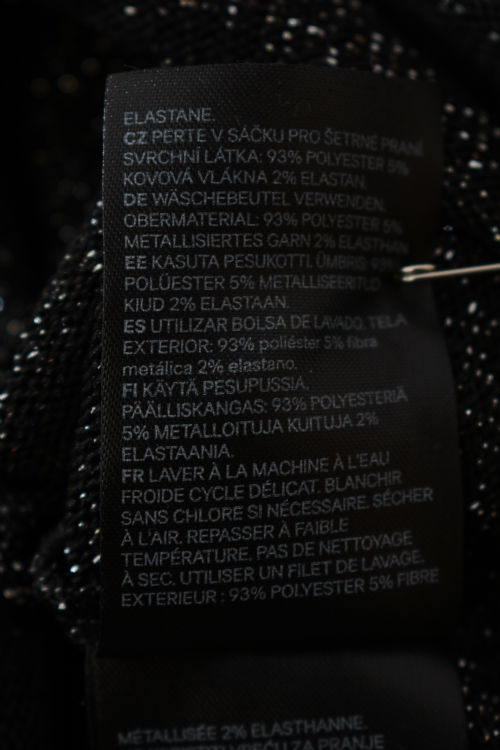 ELASTANE.
CZ PERTE V SÁČKU PRO ŠETRNÉ PRANÍ
SVRCHNÍ LÁTKA: 93% POLYESTER 5%
KOVOVÁ VLÁKNA 2% ELASTAN.
DE WÄSCHEBEUTEL VERWENDEN.
OBERMATERIAL: 93% POLYESTER 5%
METALLISIERTES GARN 2% ELASTHAN
EE KASUTA PESUKOTTI. ÜMBRIS: 93%
POLÜESTER 5% METALLISEERITUD
KIUD 2% ELASTAAN.
ES UTILIZAR BOLSA DE LAVADO. TELA
EXTERIOR: 93% poliéster 5% fibra
metálica 2% elastano.
FI KÄYTÄ PESUPUSSIA.
PÄÄLLISKANGAS: 93% POLYESTERIÄ
5% METALLOITUJA KUITUJA 2%
ELASTAANIA.
FR LAVER À LA MACHINE À L'EAU
FROIDE CYCLE DÉLICAT. BLANCHIR
SANS CHLORE SI NÉCESSAIRE. SÉCHER
À L'AIR. REPASSER À FAIBLE
TEMPÉRATURE. PAS DE NETTOYAGE
À SEC. UTILISER UN FILET DE LAVAGE.
EXTERIEUR : 93% POLYESTER 5% FIBRE
MÉTALLISÉE 2% ELASTHANNE.
ZA PRANJE